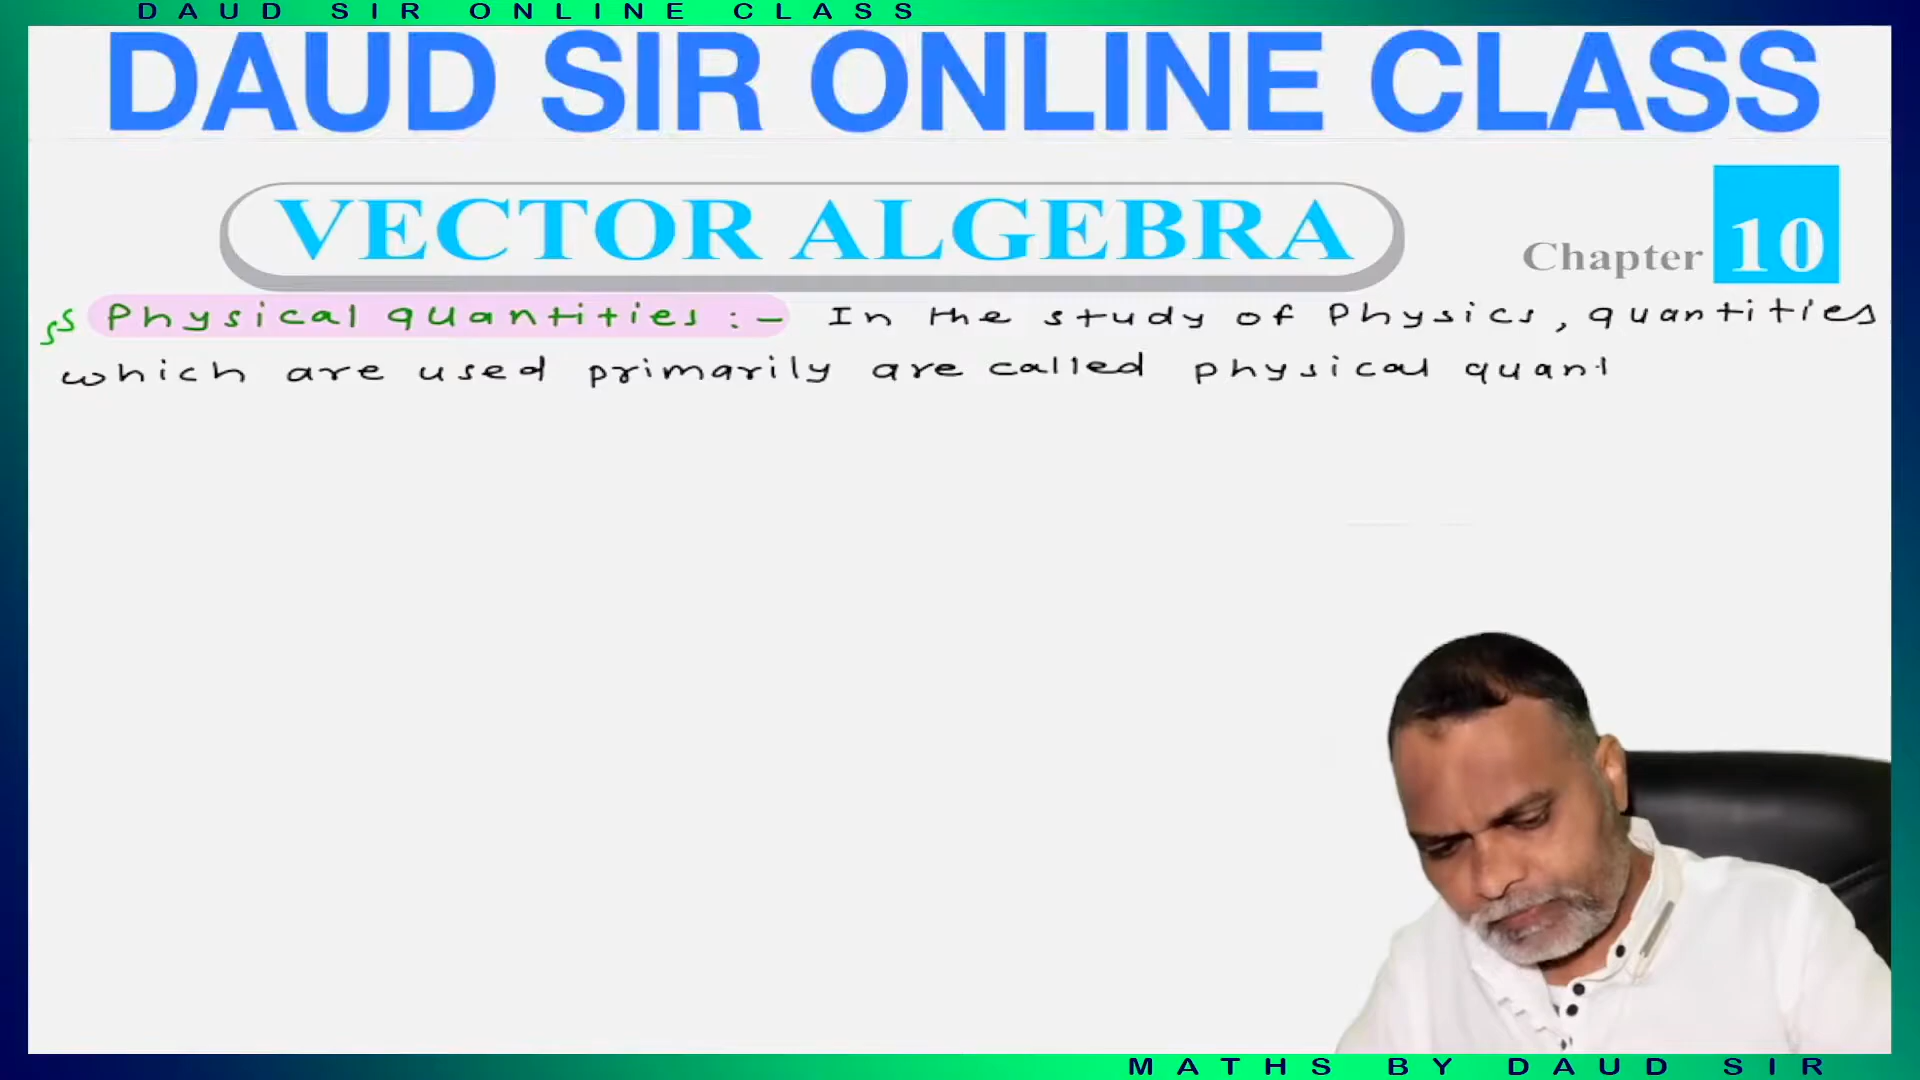 DAUD SIR ONLINE CLASS
DAUD SIR ONLINE CLASS
VECTOR ALGEBRA
Chapter 10
§ Physical quantities :- In the study of Physics, quantities
which are used primarily are called physical quant
MATHS BY DAUD SIR